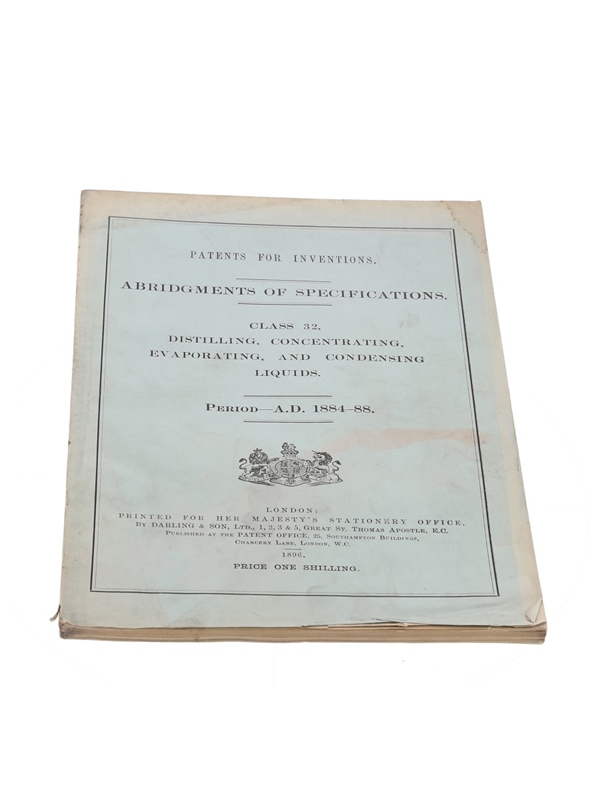 PATENTS FOR INVENTIONS.
ABRIDGMENTS OF SPECIFICATIONS.
CLASS 32,
DISTILLING, CONCENTRATING,
EVAPORATING, AND CONDENSING
LIQUIDS.
PERIOD—A.D. 1884-88.
LONDON:
PRINTED FOR HER MAJESTY'S STATIONERY OFFICE,
BY DARLING & SON, LTD., 1, 2, 3 & 5, GREAT ST. THOMAS APOSTLE, E.C.
PUBLISHED AT THE PATENT OFFICE, 25, SOUTHAMPTON BUILDINGS,
CHANCERY LANE, LONDON, W.C.
1896.
PRICE ONE SHILLING.